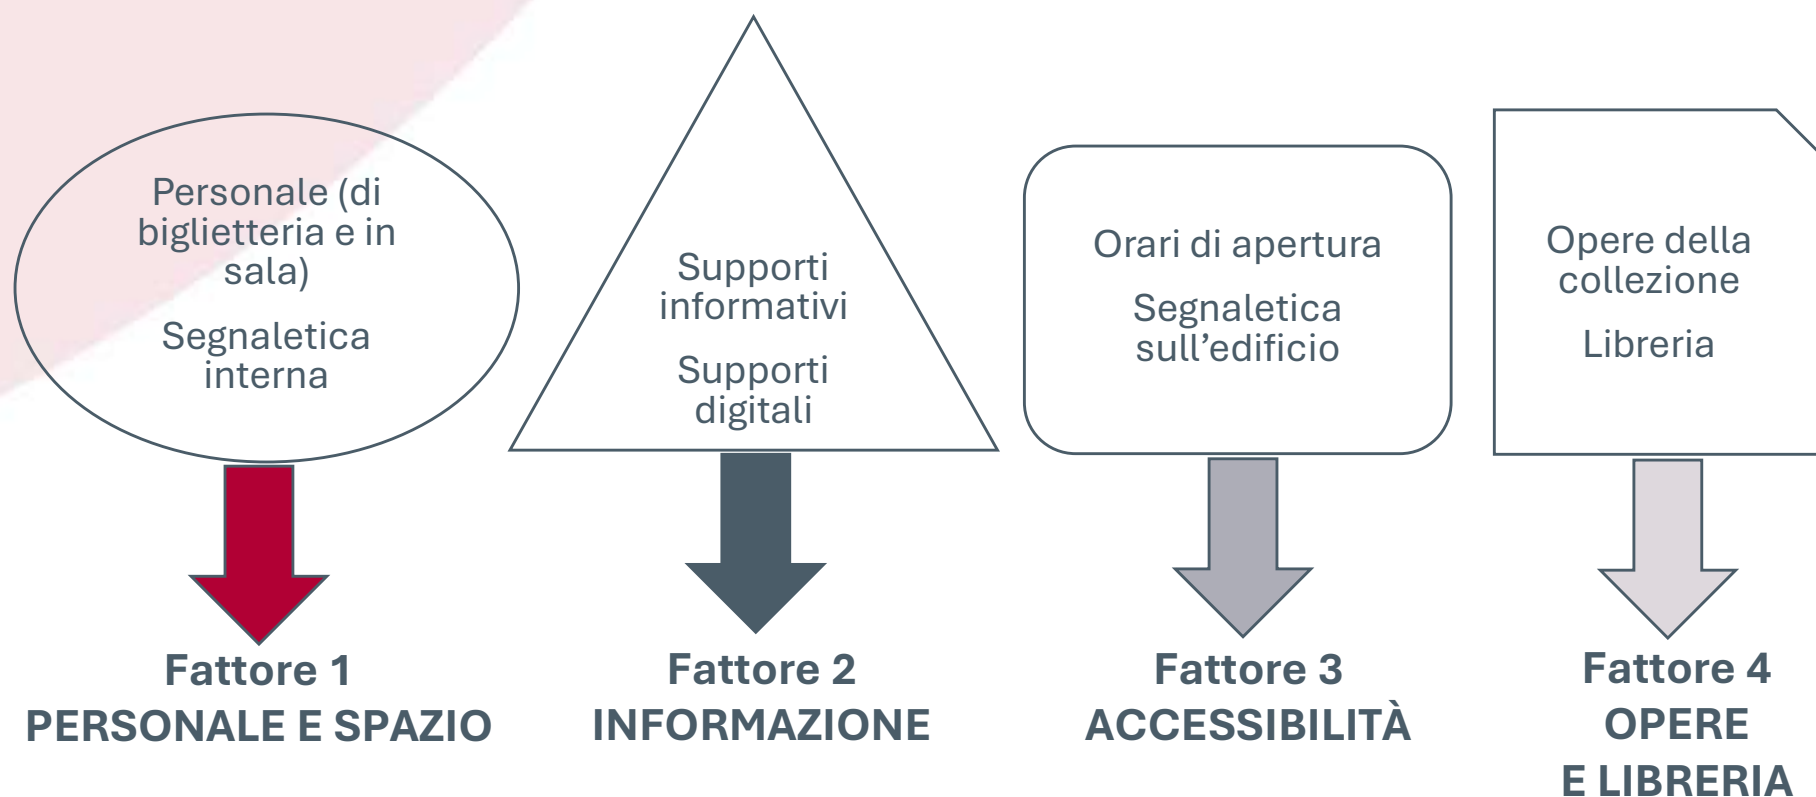 Personale (di
biglietteria e in
sala)
Segnaletica
interna
Supporti
informativi
Supporti
digitali
Orari di apertura
Segnaletica
sull’edificio
Opere della
collezione
Libreria
Fattore 1
PERSONALE E SPAZIO
Fattore 2
INFORMAZIONE
Fattore 3
ACCESSIBILITÀ
Fattore 4
OPERE
E LIBRERIA